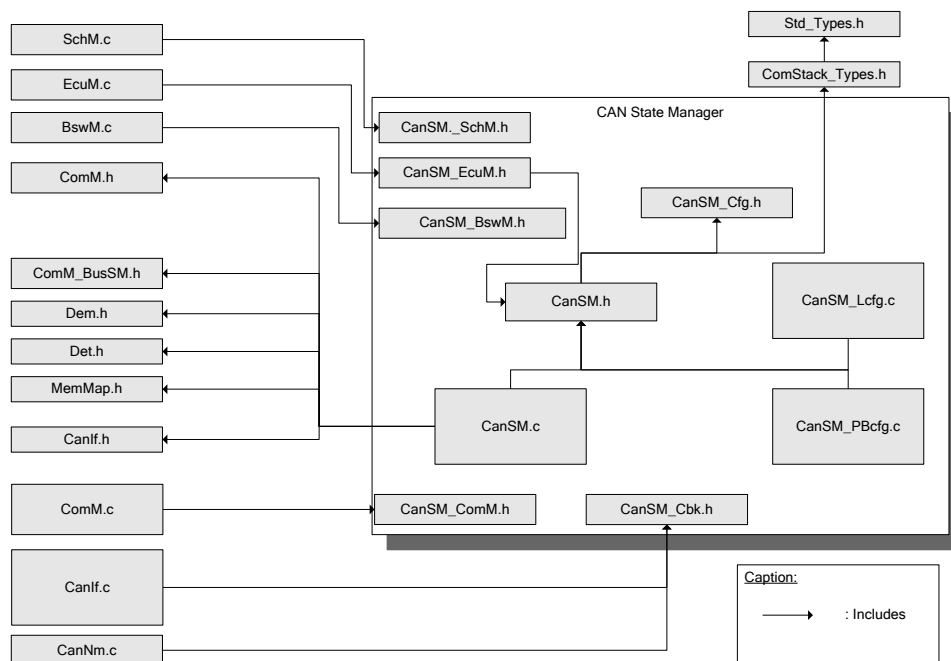 Std_Types.h
SchM.c
ComStack_Types.h
EcuM.c
CAN State Manager
BswM.c
CanSM._SchM.h
ComM.h
CanSM_EcuM.h
CanSM_Cfg.h
CanSM_BswM.h
ComM_BusSM.h
CanSM.h
CanSM_Lcfg.c
Dem.h
Det.h
MemMap.h
CanSM.c
CanSM_PBcfg.c
CanIf.h
ComM.c
CanSM_ComM.h
CanSM_Cbk.h
CanIf.c
Caption:
: Includes
CanNm.c